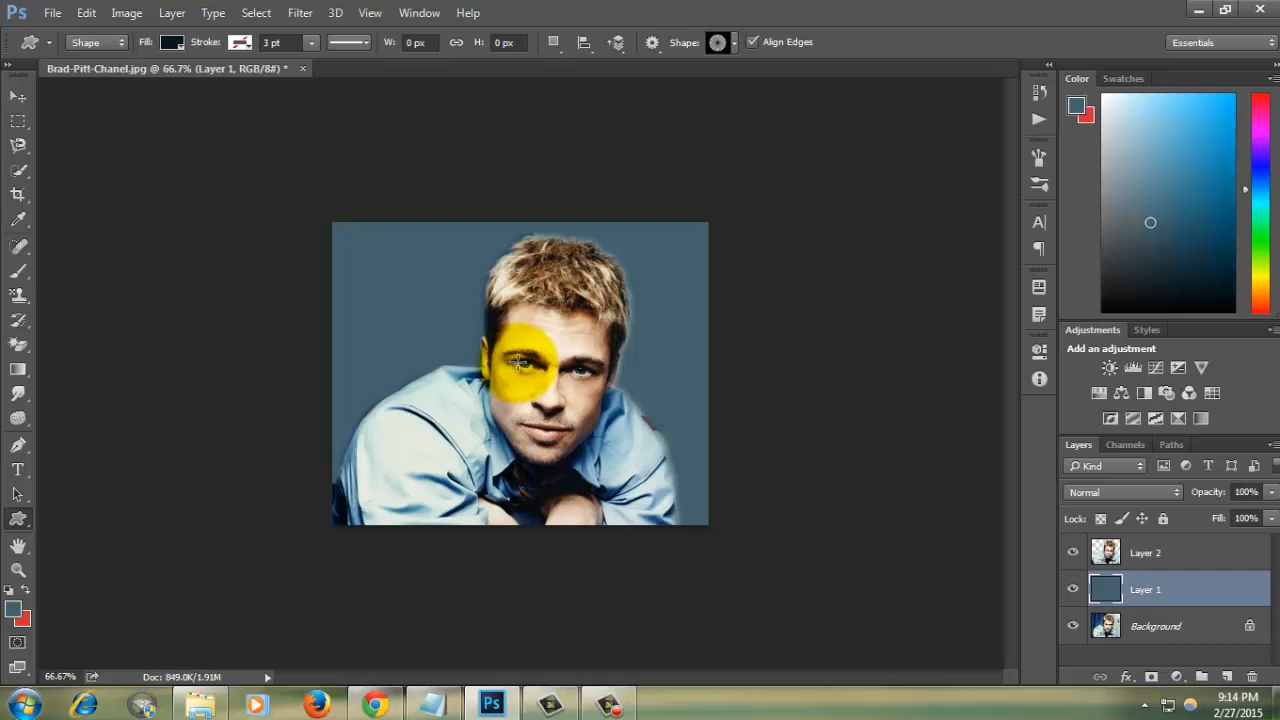 Ps File Edit Image Layer Type Select Filter 3D View Window Help
Shape Fill: Stroke: 3 pt W: 0 px H: 0 px Shape: Align Edges Essentials
Brad-Pitt-Chanel.jpg @ 66.7% (Layer 1, RGB/8#) * ×
Color Swatches
Adjustments Styles
Add an adjustment
Layers Channels Paths
Kind
Normal Opacity: 100%
Lock: Fill: 100%
Layer 2
Layer 1
Background
66.67% Doc: 849.0K/1.91M
Ps 9:14 PM
2/27/2015